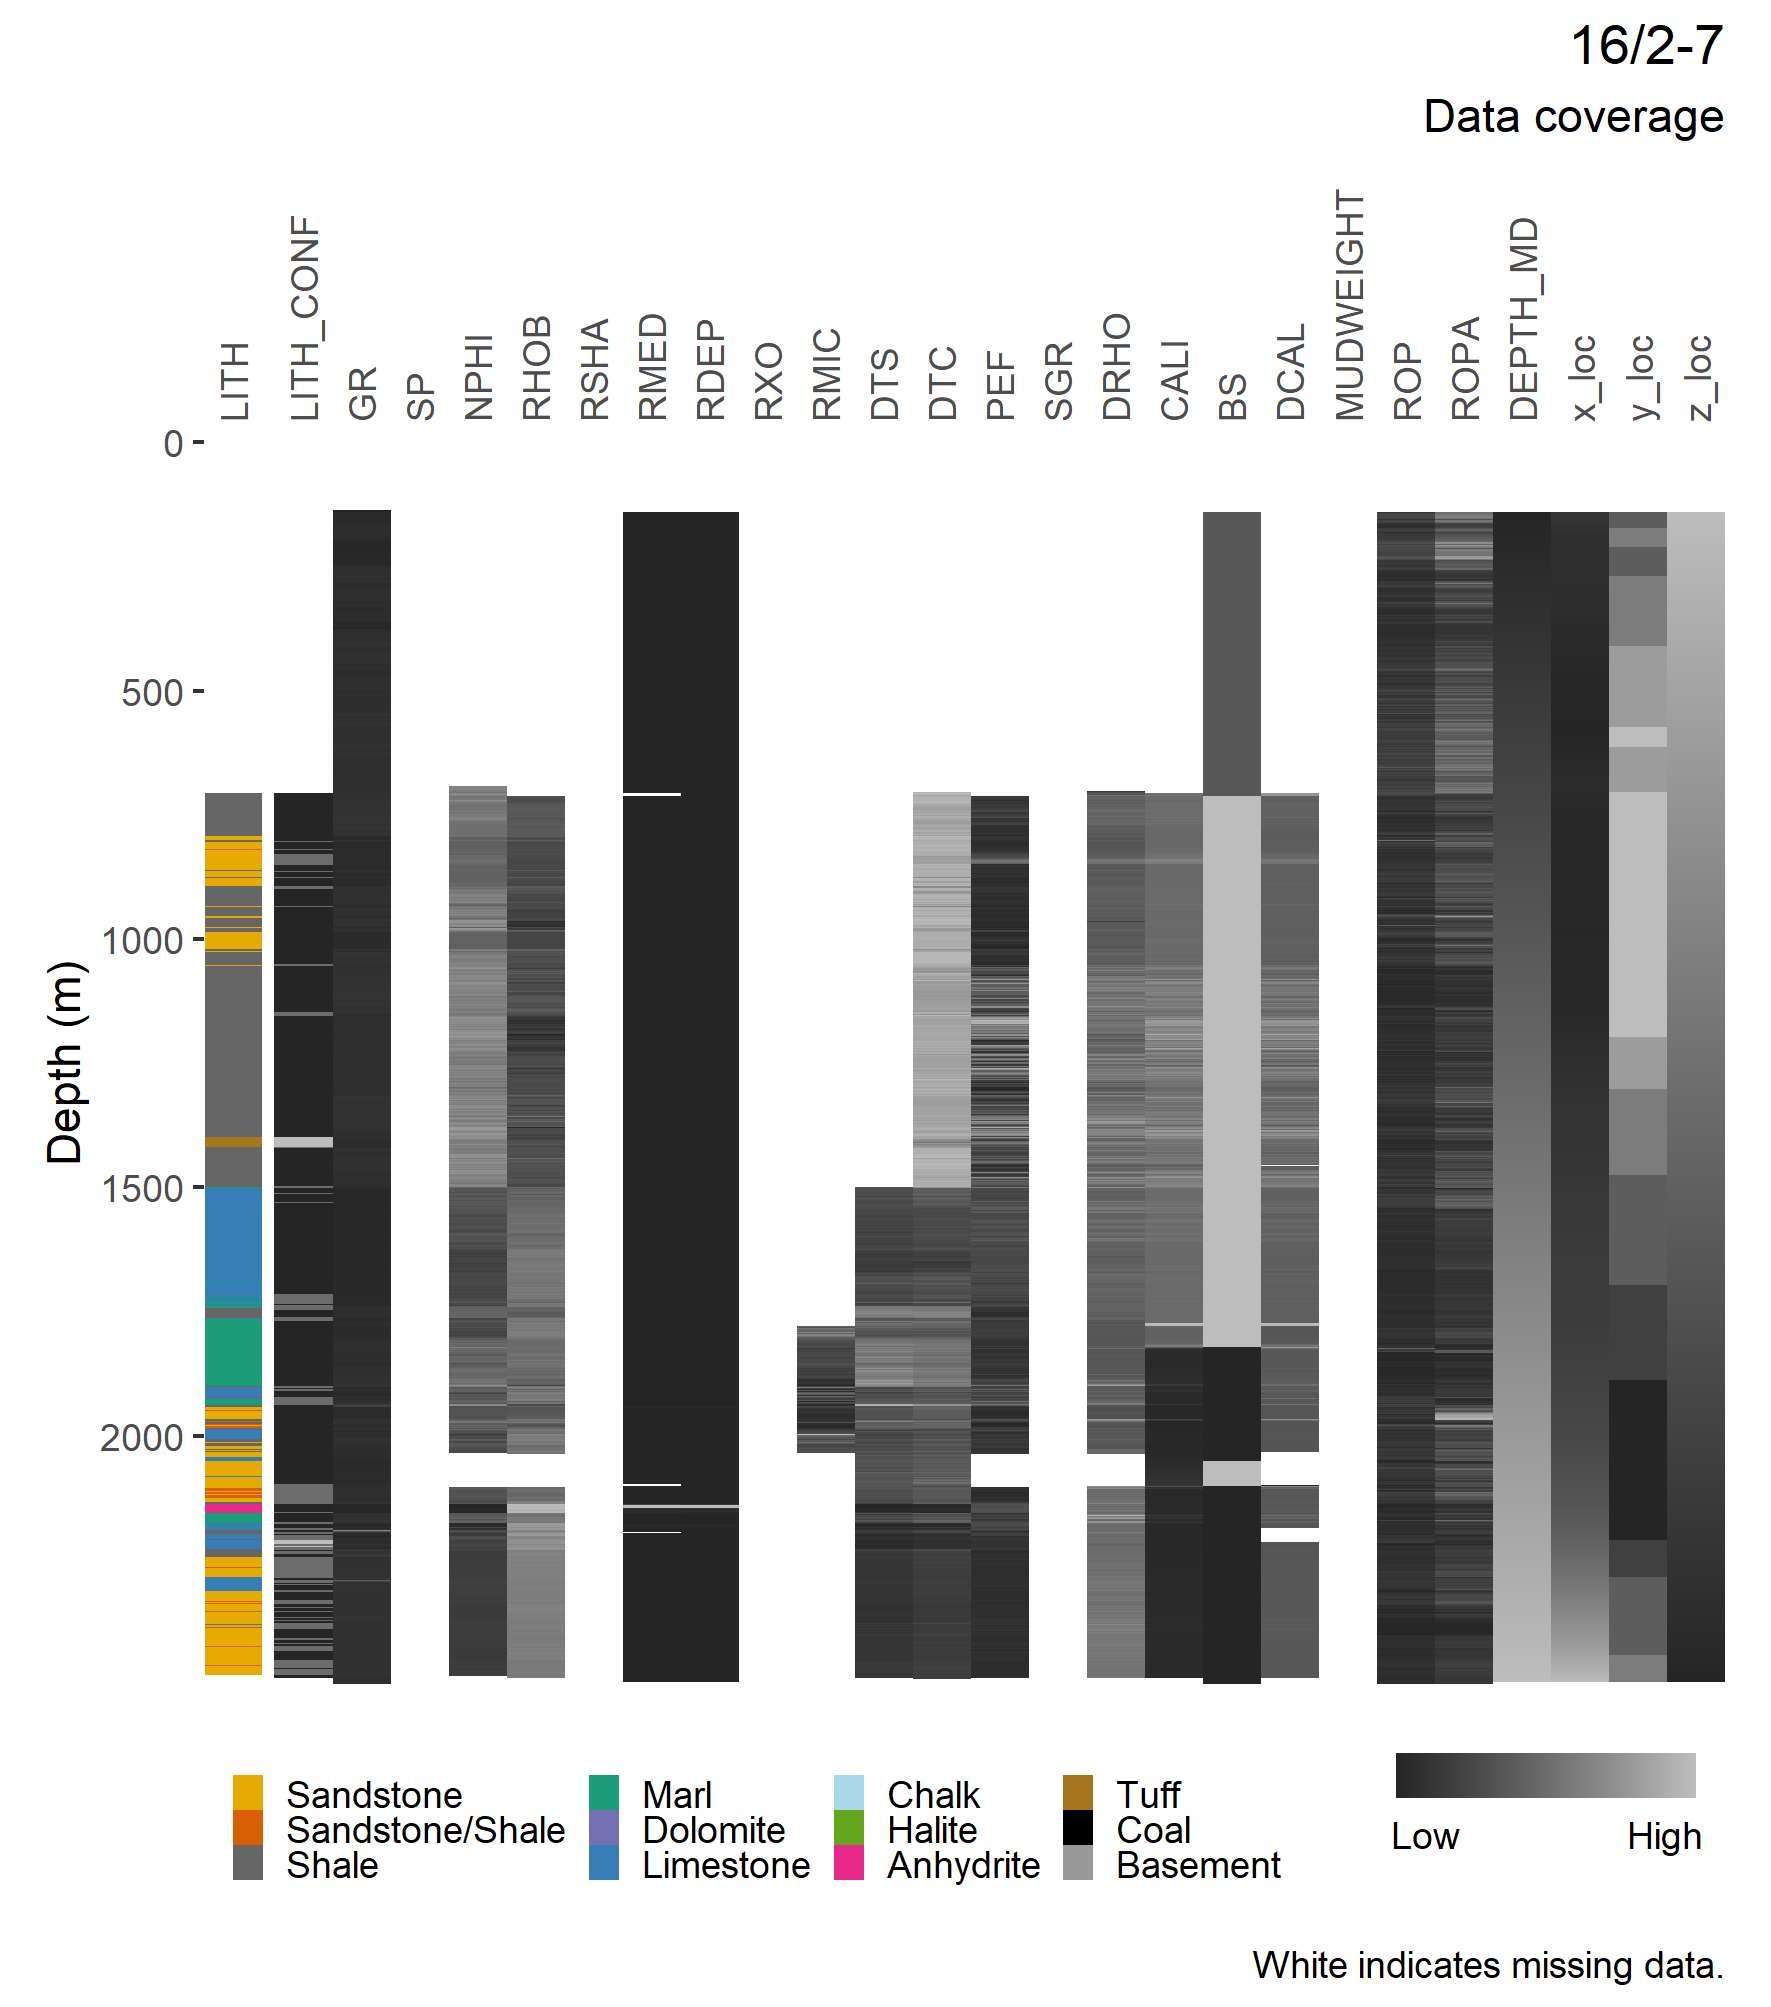 16/2-7
Data coverage
LITH
LITH_CONF
GR
SP
NPHI
RHOB
RSHA
RMED
RDEP
RXO
RMIC
DTS
DTC
PEF
SGR
DRHO
CALI
BS
DCAL
MUDWEIGHT
ROP
ROPA
DEPTH_MD
x_loc
y_loc
z_loc
0
500
1000
1500
2000
Depth (m)
Sandstone
Sandstone/Shale
Shale
Marl
Dolomite
Limestone
Chalk
Halite
Anhydrite
Tuff
Coal
Basement
Low High
White indicates missing data.